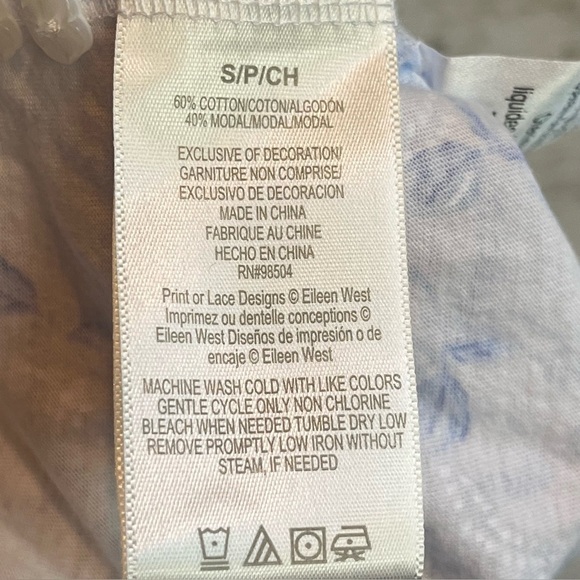 S/P/CH
60% COTTON/COTON/ALGODÓN
40% MODAL/MODAL/MODAL
EXCLUSIVE OF DECORATION/
GARNITURE NON COMPRISE/
EXCLUSIVO DE DECORACION
MADE IN CHINA
FABRIQUE AU CHINE
HECHO EN CHINA
RN#98504
Print or Lace Designs © Eileen West
Imprimez ou dentelle conceptions ©
Eileen West Diseños de impresión o de
encaje © Eileen West
MACHINE WASH COLD WITH LIKE COLORS
GENTLE CYCLE ONLY NON CHLORINE
BLEACH WHEN NEEDED TUMBLE DRY LOW
REMOVE PROMPTLY LOW IRON WITHOUT
STEAM, IF NEEDED